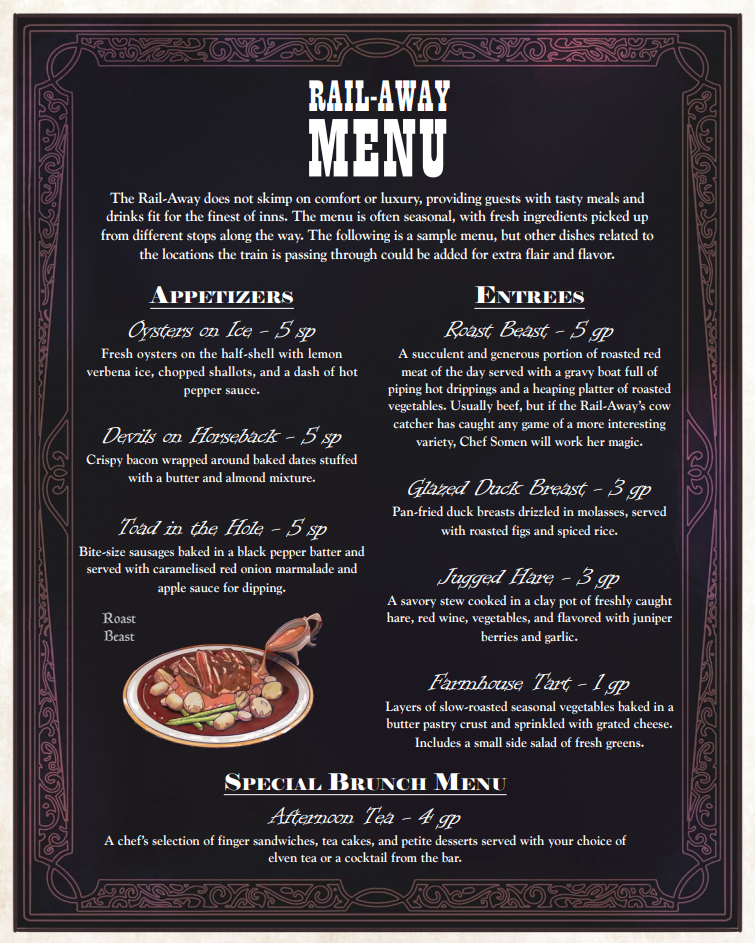 RAIL-AWAY
MENU
The Rail-Away does not skimp on comfort or luxury, providing guests with tasty meals and
drinks fit for the finest of inns. The menu is often seasonal, with fresh ingredients picked up
from different stops along the way. The following is a sample menu, but other dishes related to
the locations the train is passing through could be added for extra flair and flavor.
APPETIZERS
Oysters on Ice - 5 sp
Fresh oysters on the half-shell with lemon
verbena ice, chopped shallots, and a dash of hot
pepper sauce.
Devils on Horseback - 5 sp
Crispy bacon wrapped around baked dates stuffed
with a butter and almond mixture.
Toad in the Hole - 5 sp
Bite-size sausages baked in a black pepper batter and
served with caramelised red onion marmalade and
apple sauce for dipping.
Roast
Beast
ENTREES
Roast Beast - 5 gp
A succulent and generous portion of roasted red
meat of the day served with a gravy boat full of
piping hot drippings and a heaping platter of roasted
vegetables. Usually beef, but if the Rail-Away's cow
catcher has caught any game of a more interesting
variety, Chef Somen will work her magic.
Glazed Duck Breast - 3 gp
Pan-fried duck breasts drizzled in molasses, served
with roasted figs and spiced rice.
Jugged Hare - 3 gp
A savory stew cooked in a clay pot of freshly caught
hare, red wine, vegetables, and flavored with juniper
berries and garlic.
Farmhouse Tart - 1 gp
Layers of slow-roasted seasonal vegetables baked in a
butter pastry crust and sprinkled with grated cheese.
Includes a small side salad of fresh greens.
SPECIAL BRUNCH MENU
Afternoon Tea - 4 gp
A chef's selection of finger sandwiches, tea cakes, and petite desserts served with your choice of
elven tea or a cocktail from the bar.